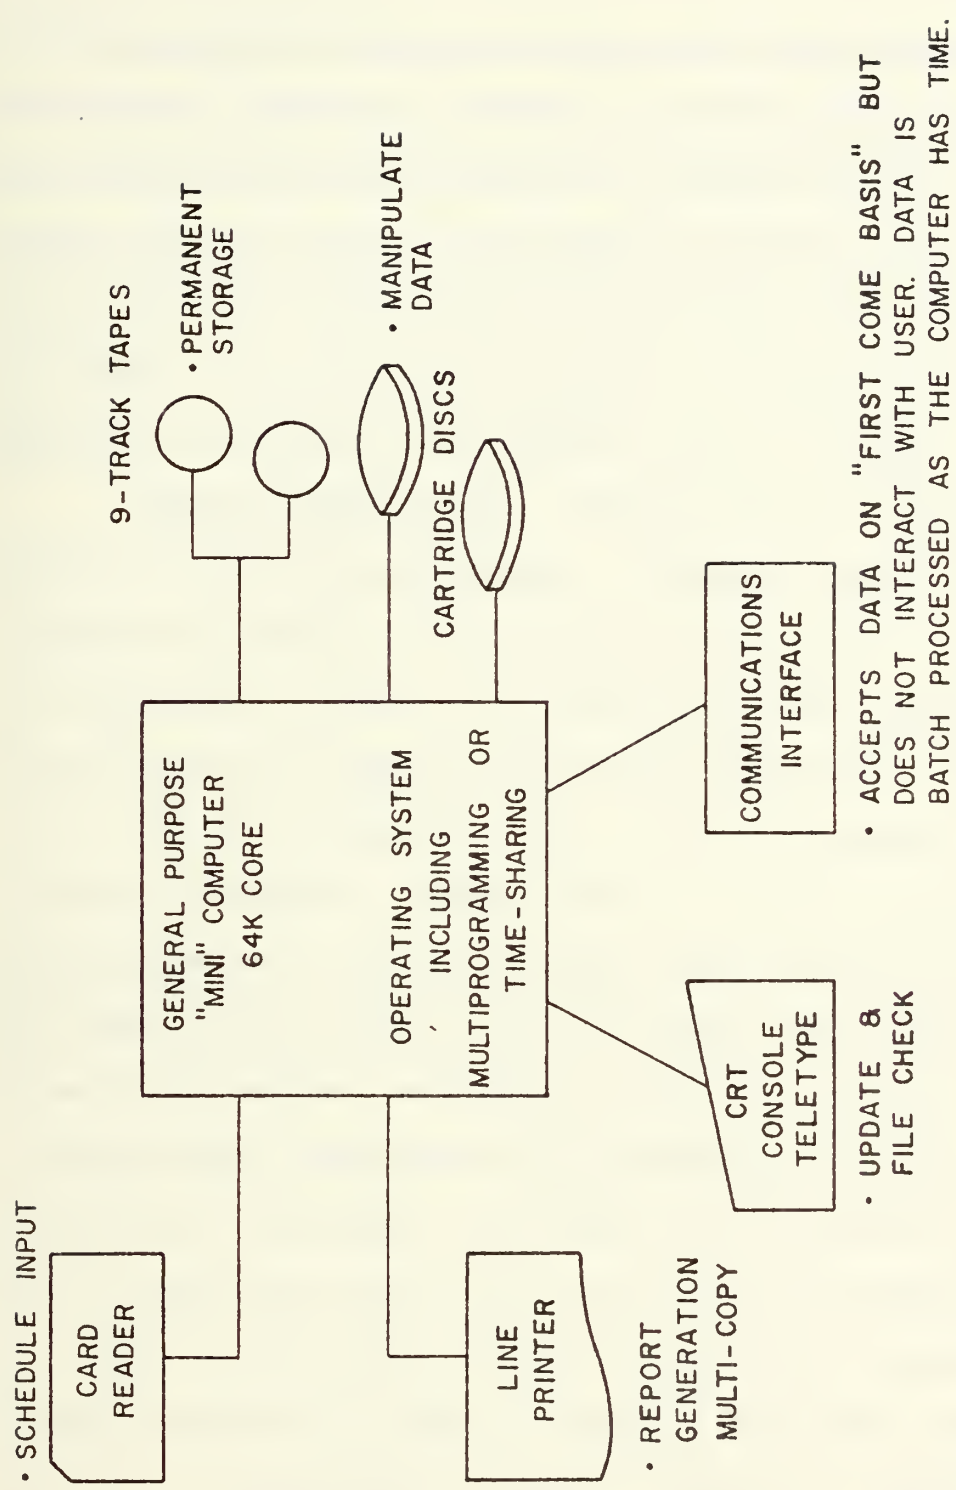 • SCHEDULE INPUT
CARD
READER
LINE
PRINTER
• REPORT
GENERATION
MULTI-COPY
GENERAL PURPOSE
"MINI" COMPUTER
64K CORE
OPERATING SYSTEM
INCLUDING
MULTIPROGRAMMING OR
TIME-SHARING
9-TRACK TAPES
• PERMANENT
STORAGE
• MANIPULATE
DATA
CARTRIDGE DISCS
CRT
CONSOLE
TELETYPE
• UPDATE &
FILE CHECK
COMMUNICATIONS
INTERFACE
• ACCEPTS DATA ON "FIRST COME BASIS" BUT
DOES NOT INTERACT WITH USER. DATA IS
BATCH PROCESSED AS THE COMPUTER HAS TIME.